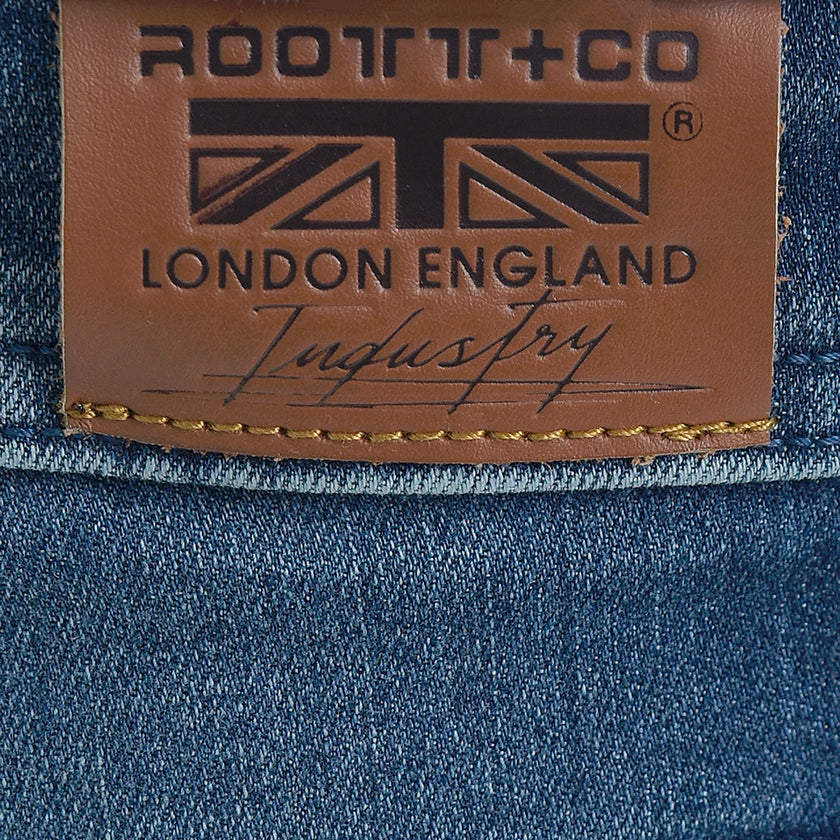 ROOTT+CO
®
LONDON ENGLAND
Industry